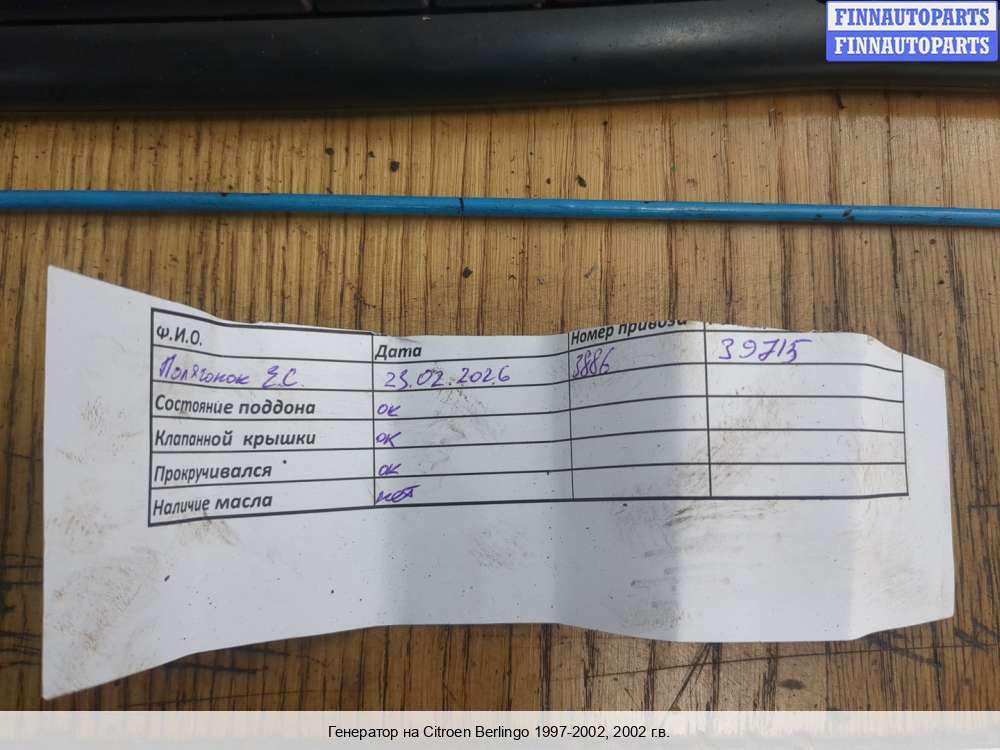 FINNAUTOPARTS
FINNAUTOPARTS
Ф.И.О. Дата Номер привоза
Полягонок Е.С. 23.02.2026 3886 39715
Состояние поддона ок
Клапанной крышки ок
Прокручивался ок
Наличие масла нет
Генератор на Citroen Berlingo 1997-2002, 2002 г.в.